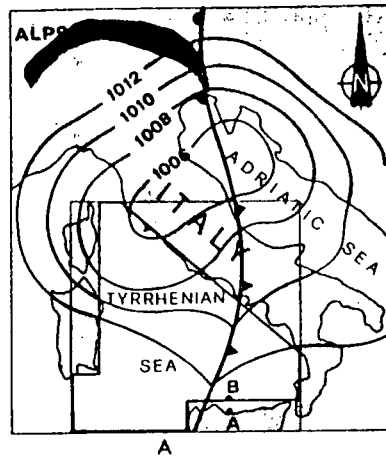 ALPS
N
1012
1010
1008
1006
ADRIATIC SEA
ITALY
TYRRHENIAN
SEA
B
A
A